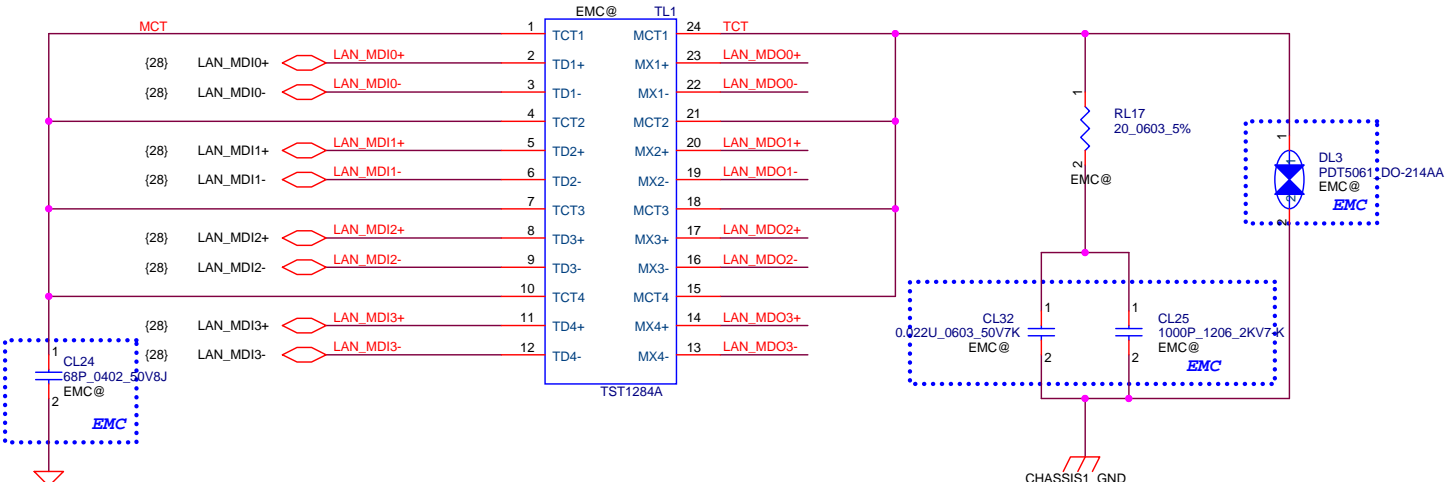 EMC@ TL1
MCT 1 TCT1 MCT1 24 TCT
{28} LAN_MDI0+ LAN_MDI0+ 2 TD1+ MX1+ 23 LAN_MDO0+
{28} LAN_MDI0- LAN_MDI0- 3 TD1- MX1- 22 LAN_MDO0-
4 TCT2 MCT2 21
{28} LAN_MDI1+ LAN_MDI1+ 5 TD2+ MX2+ 20 LAN_MDO1+
{28} LAN_MDI1- LAN_MDI1- 6 TD2- MX2- 19 LAN_MDO1-
7 TCT3 MCT3 18
{28} LAN_MDI2+ LAN_MDI2+ 8 TD3+ MX3+ 17 LAN_MDO2+
{28} LAN_MDI2- LAN_MDI2- 9 TD3- MX3- 16 LAN_MDO2-
10 TCT4 MCT4 15
{28} LAN_MDI3+ LAN_MDI3+ 11 TD4+ MX4+ 14 LAN_MDO3+
{28} LAN_MDI3- LAN_MDI3- 12 TD4- MX4- 13 LAN_MDO3-
TST1284A
1
CL24
68P_0402_50V8J
EMC@
2
EMC
1
RL17
20_0603_5%
2
EMC@
1
DL3
PDT5061_DO-214AA
EMC@
EMC
1
2
2
1
CL32
0.022U_0603_50V7K
EMC@
2
1
CL25
1000P_1206_2KV7-K
EMC@
2
EMC
CHASSIS1_GND